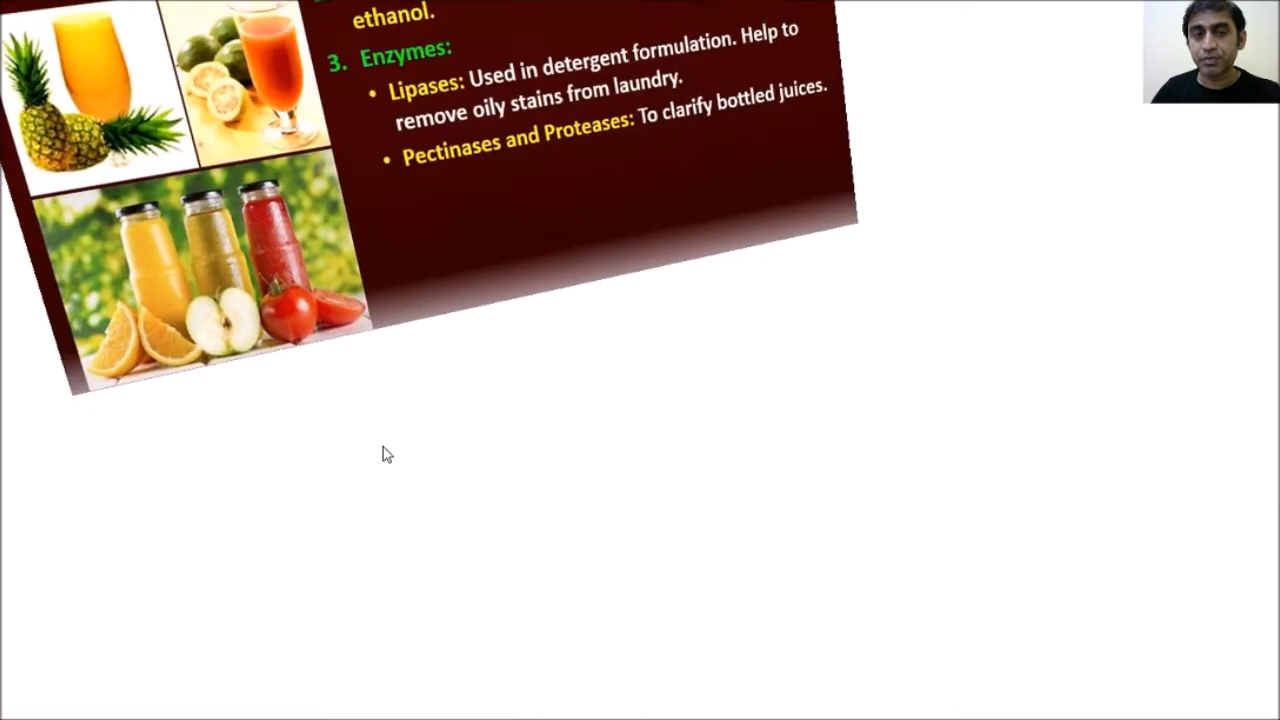 ethanol.
3. Enzymes:
• Lipases: Used in detergent formulation. Help to
remove oily stains from laundry.
• Pectinases and Proteases: To clarify bottled juices.